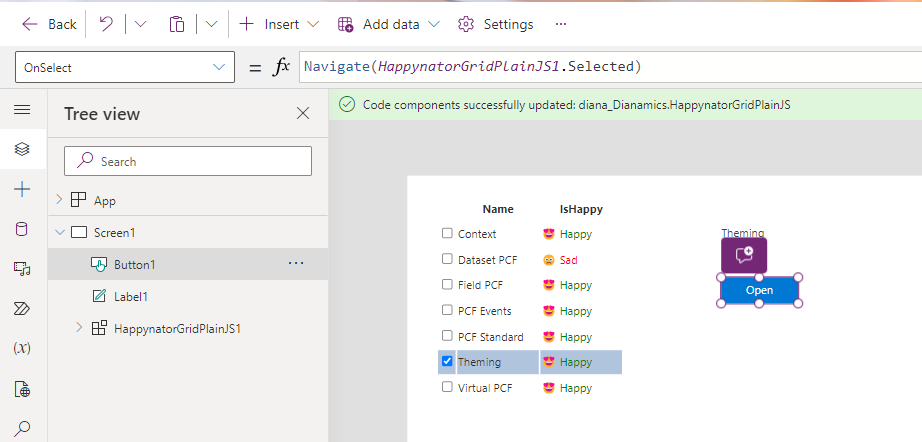 Back Insert Add data Settings ...
OnSelect = fx Navigate(HappynatorGridPlainJS1.Selected)
Code components successfully updated: diana_Dianamics.HappynatorGridPlainJS
Tree view
Search
App
Screen1
Button1 ...
Label1
HappynatorGridPlainJS1
(x)
Name IsHappy
Context Happy
Dataset PCF Sad
Field PCF Happy
PCF Events Happy
PCF Standard Happy
Theming Happy
Virtual PCF Happy
Theming
Open